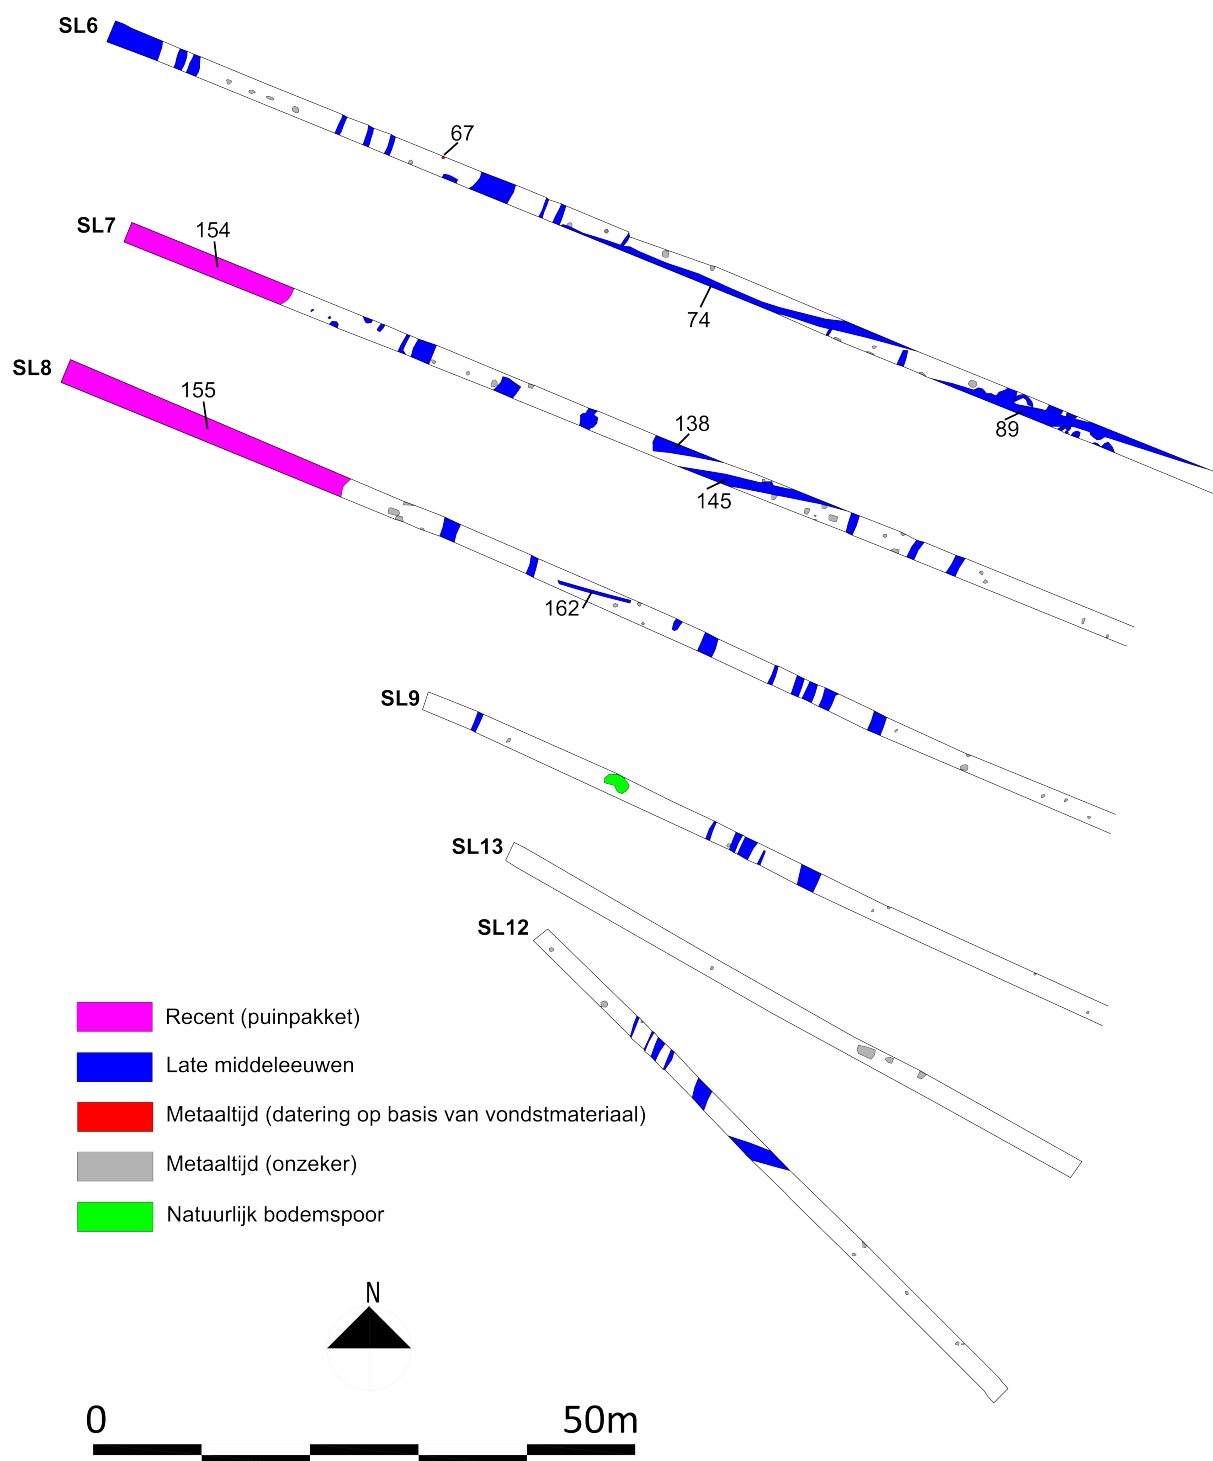 SL6
67
SL7
154
74
SL8
155
138
89
145
162
SL9
SL13
SL12
Recent (puinpakket)
Late middeleeuwen
Metaaltijd (datering op basis van vondstmateriaal)
Metaaltijd (onzeker)
Natuurlijk bodemspoor
N
0 50m